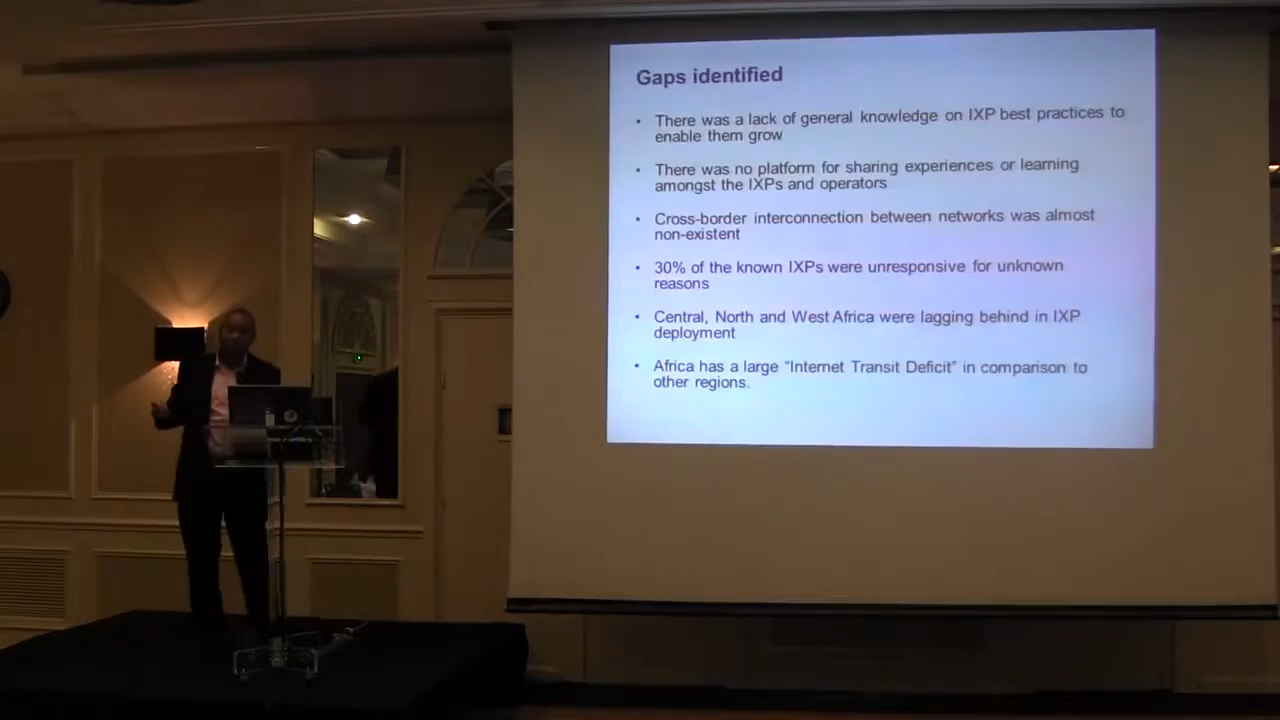 Gaps identified
• There was a lack of general knowledge on IXP best practices to
enable them grow
• There was no platform for sharing experiences or learning
amongst the IXPs and operators
• Cross-border interconnection between networks was almost
non-existent
• 30% of the known IXPs were unresponsive for unknown
reasons
• Central, North and West Africa were lagging behind in IXP
deployment
• Africa has a large “Internet Transit Deficit” in comparison to
other regions.